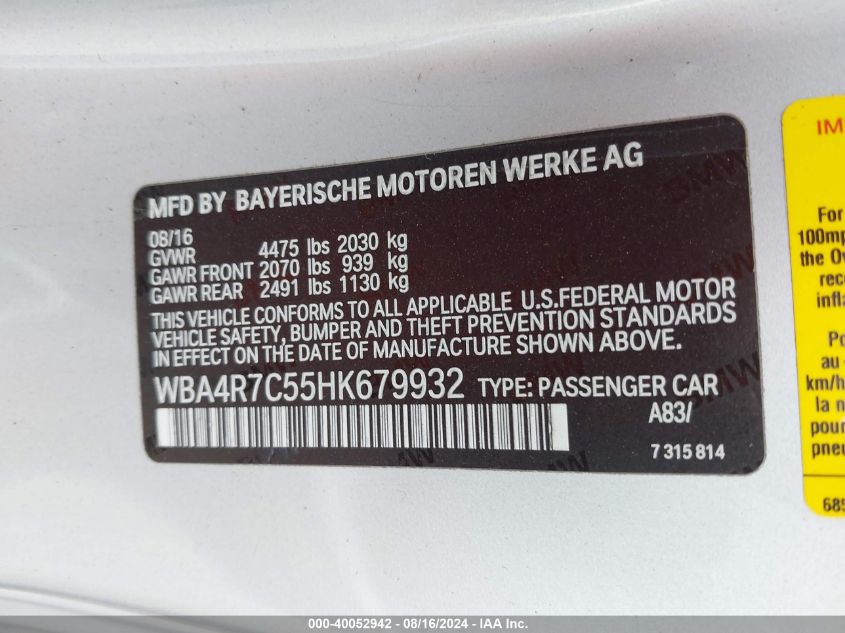 MFD BY BAYERISCHE MOTOREN WERKE AG
08/16
GVWR 4475 lbs 2030 kg
GAWR FRONT 2070 lbs 939 kg
GAWR REAR 2491 lbs 1130 kg
THIS VEHICLE CONFORMS TO ALL APPLICABLE U.S.FEDERAL MOTOR
VEHICLE SAFETY, BUMPER AND THEFT PREVENTION STANDARDS
IN EFFECT ON THE DATE OF MANUFACTURE SHOWN ABOVE.
WBA4R7C55HK679932 TYPE: PASSENGER CAR
A83/
7 315 814
IM
For
100mp
the Ov
rec
infla
Po
au
km/h
la n
pour
pneu
685
000-40052942 - 08/16/2024 - IAA Inc.